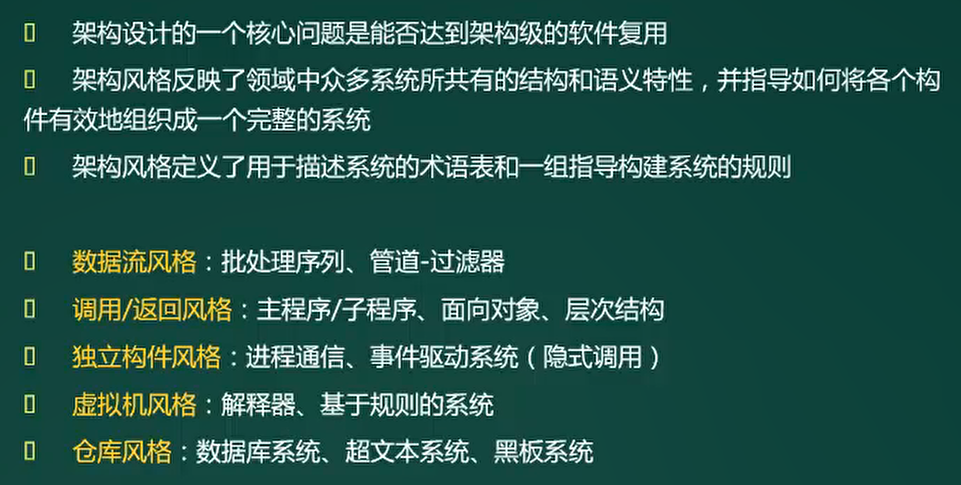 架构设计的一个核心问题是能否达到架构级的软件复用
架构风格反映了领域中众多系统所共有的结构和语义特性，并指导如何将各个构
件有效地组织成一个完整的系统
架构风格定义了用于描述系统的术语表和一组指导构建系统的规则
数据流风格：批处理序列、管道-过滤器
调用/返回风格：主程序/子程序、面向对象、层次结构
独立构件风格：进程通信、事件驱动系统（隐式调用）
虚拟机风格：解释器、基于规则的系统
仓库风格：数据库系统、超文本系统、黑板系统